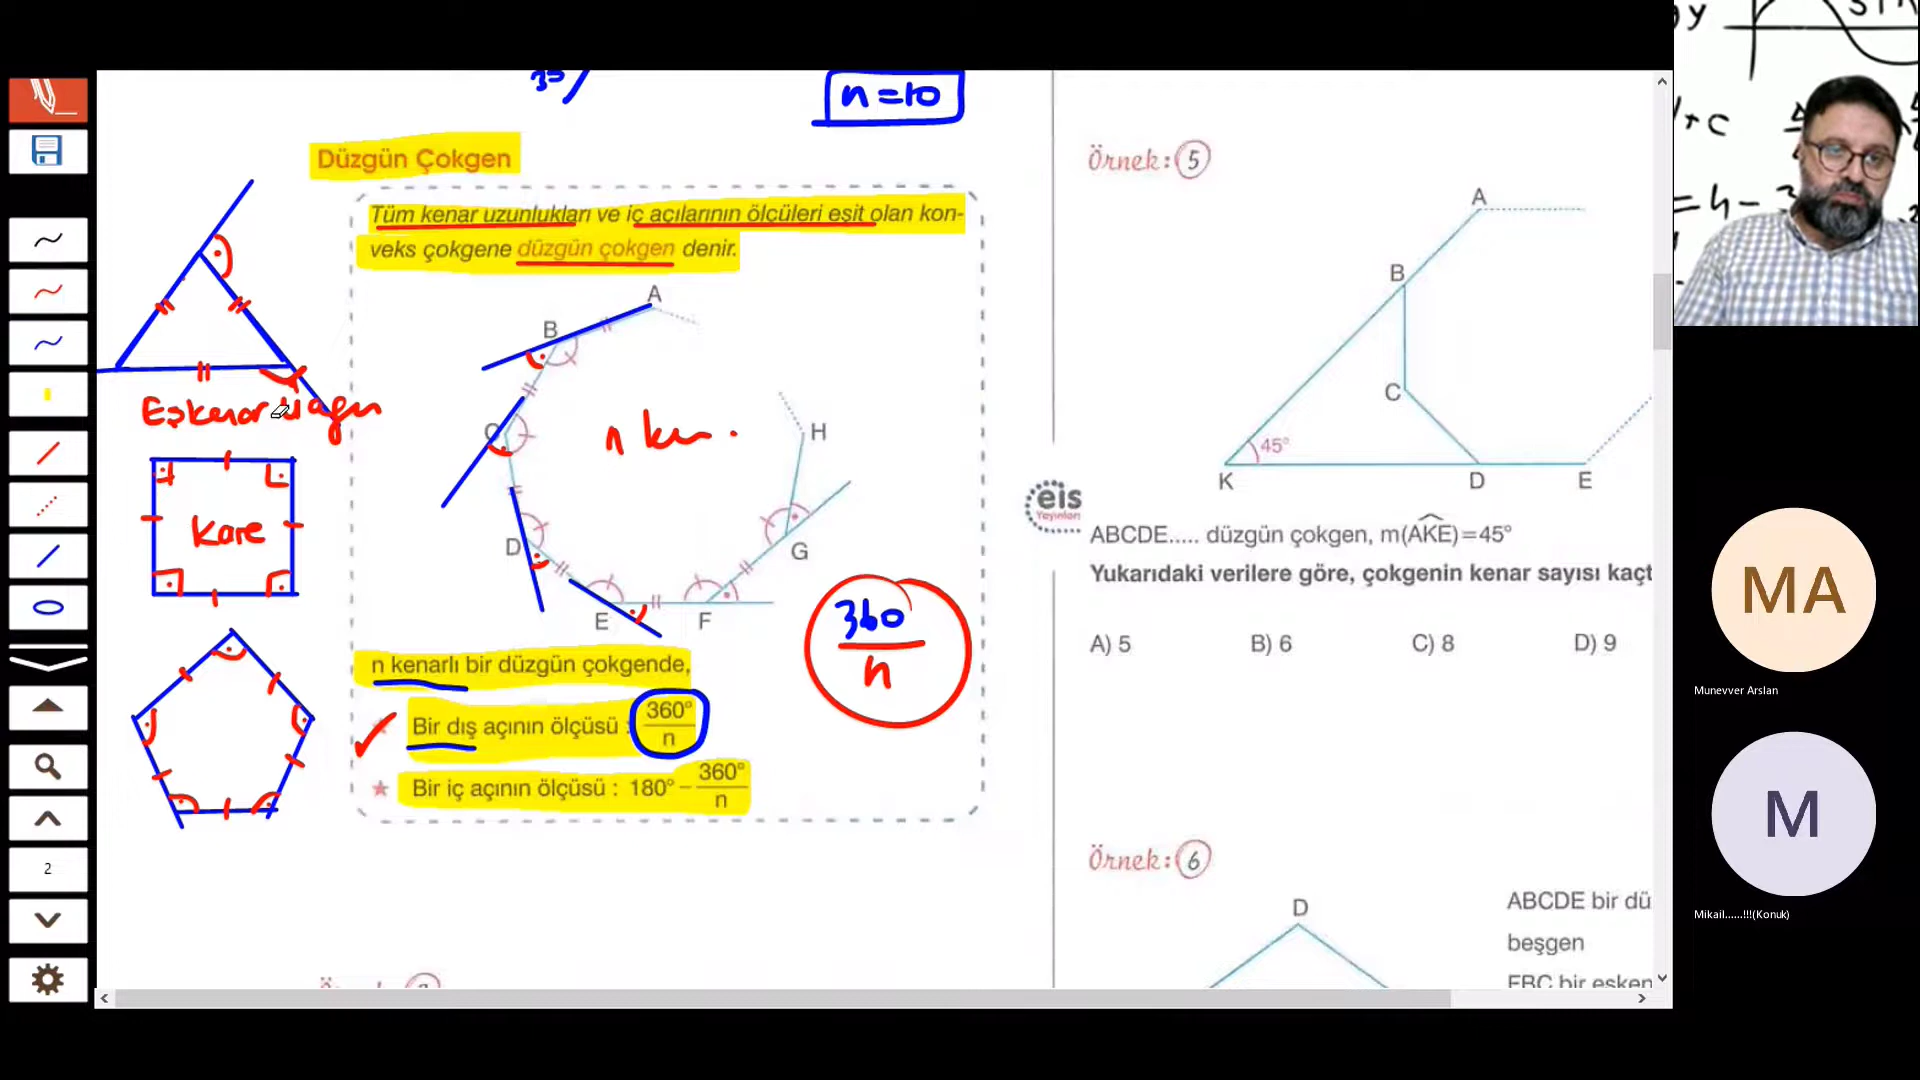 n=10
Düzgün Çokgen
Tüm kenar uzunlukları ve iç açılarının ölçüleri eşit olan kon-
veks çokgene düzgün çokgen denir.
A
B
C
D
E
F
G
H
n ken.
Eşkenar üçgen
Kare
360
n
n kenarlı bir düzgün çokgende,
Bir dış açının ölçüsü : 360°
n
Bir iç açının ölçüsü : 180° - 360°
n
2
Örnek: 5
A
B
C
45°
K
D
E
eis
Yayınları
ABCDE..... düzgün çokgen, m(AKE)=45°
Yukarıdaki verilere göre, çokgenin kenar sayısı kaçt
A) 5 B) 6 C) 8 D) 9
Örnek: 6
D
ABCDE bir dü
beşgen
MA
Munevver Arslan
M
Mikail......!!!(Konuk)